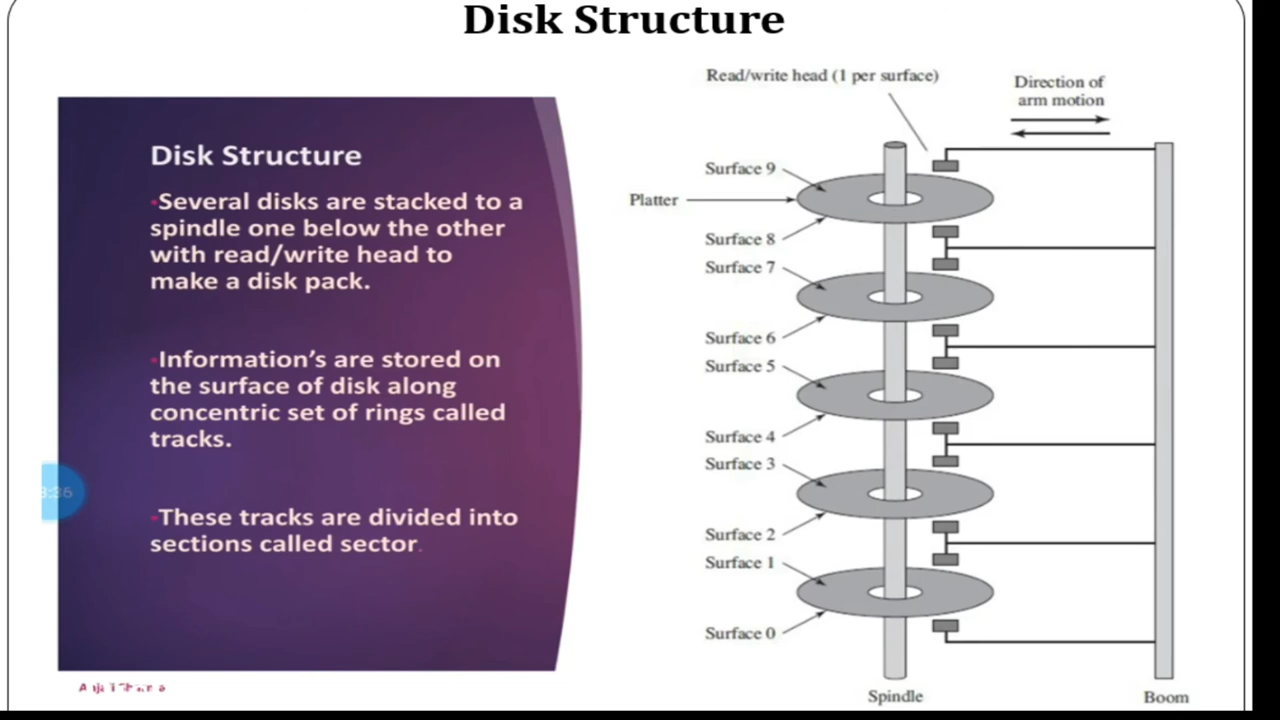 Disk Structure
Disk Structure
•Several disks are stacked to a
spindle one below the other
with read/write head to
make a disk pack.
•Information’s are stored on
the surface of disk along
concentric set of rings called
tracks.
•These tracks are divided into
sections called sector.
Read/write head (1 per surface)
Direction of
arm motion
Surface 9
Platter
Surface 8
Surface 7
Surface 6
Surface 5
Surface 4
Surface 3
Surface 2
Surface 1
Surface 0
Spindle
Boom